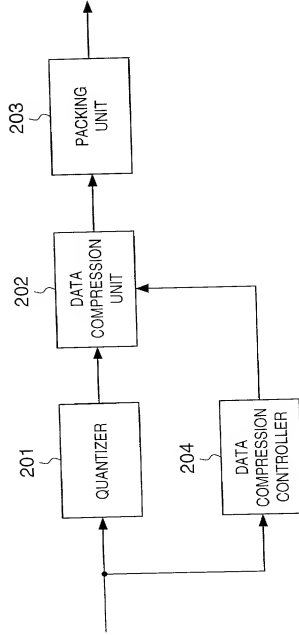 201
QUANTIZER
202
DATA
COMPRESSION
UNIT
203
PACKING
UNIT
204
DATA
COMPRESSION
CONTROLLER